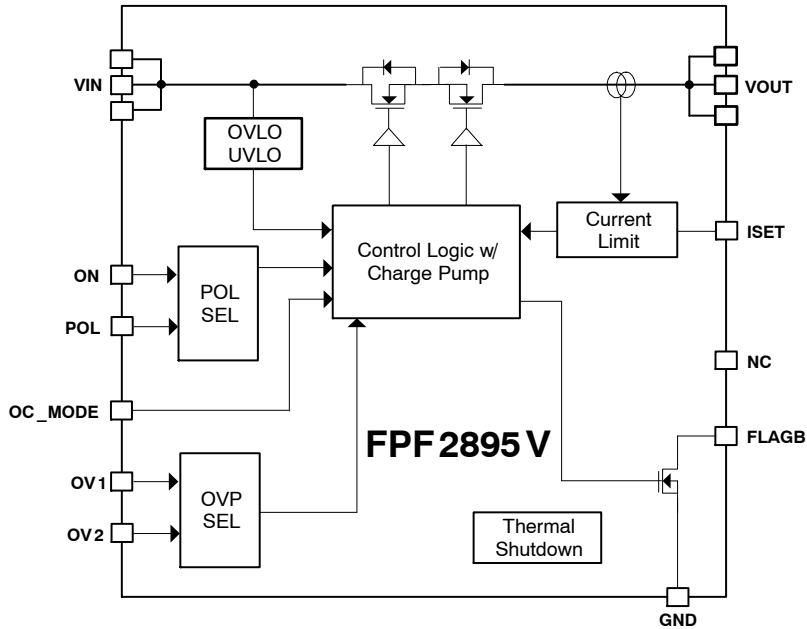 VIN
VOUT
OVLO
UVLO
Control Logic w/
Charge Pump
Current
Limit
ISET
ON
POL
SEL
POL
NC
OC_MODE
FPF2895V
FLAGB
OV1
OVP
SEL
OV2
Thermal
Shutdown
GND